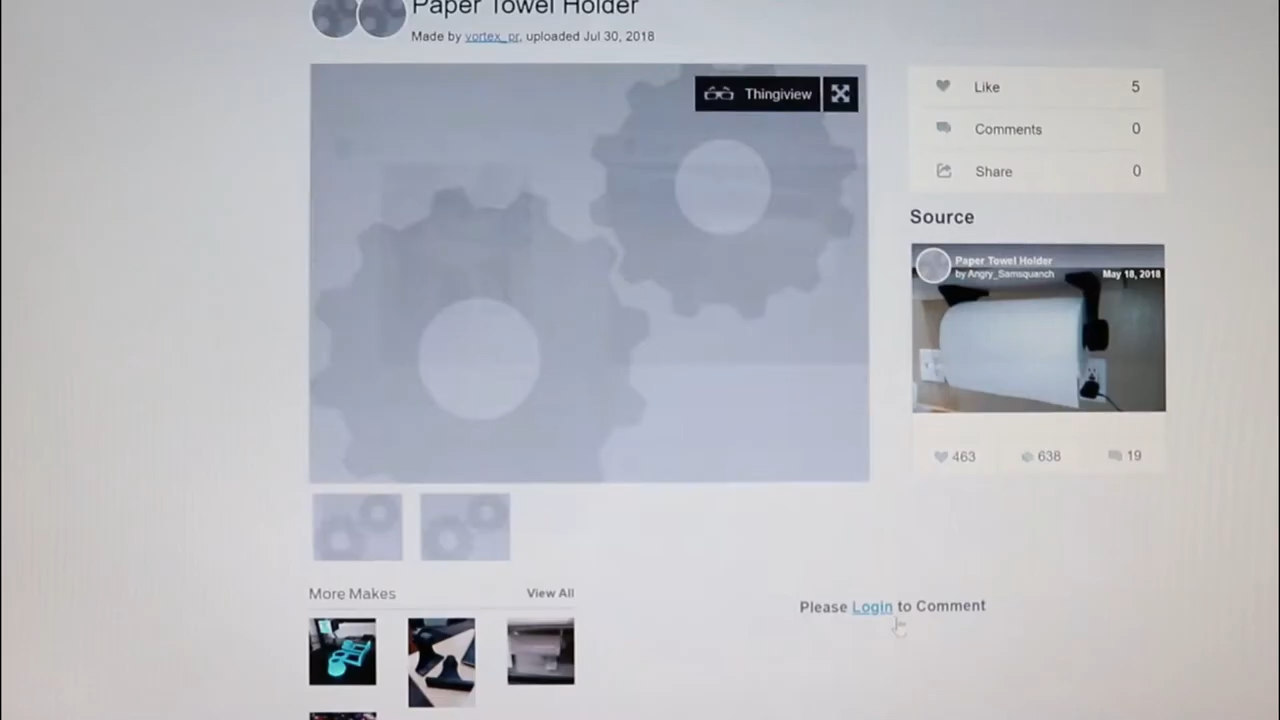 Paper Towel Holder
Made by vortex_pr, uploaded Jul 30, 2018
Thingiview
Like 5
Comments 0
Share 0
Source
Paper Towel Holder
by Angry_Samsquanch
May 18, 2018
463 638 19
More Makes View All
Please Login to Comment